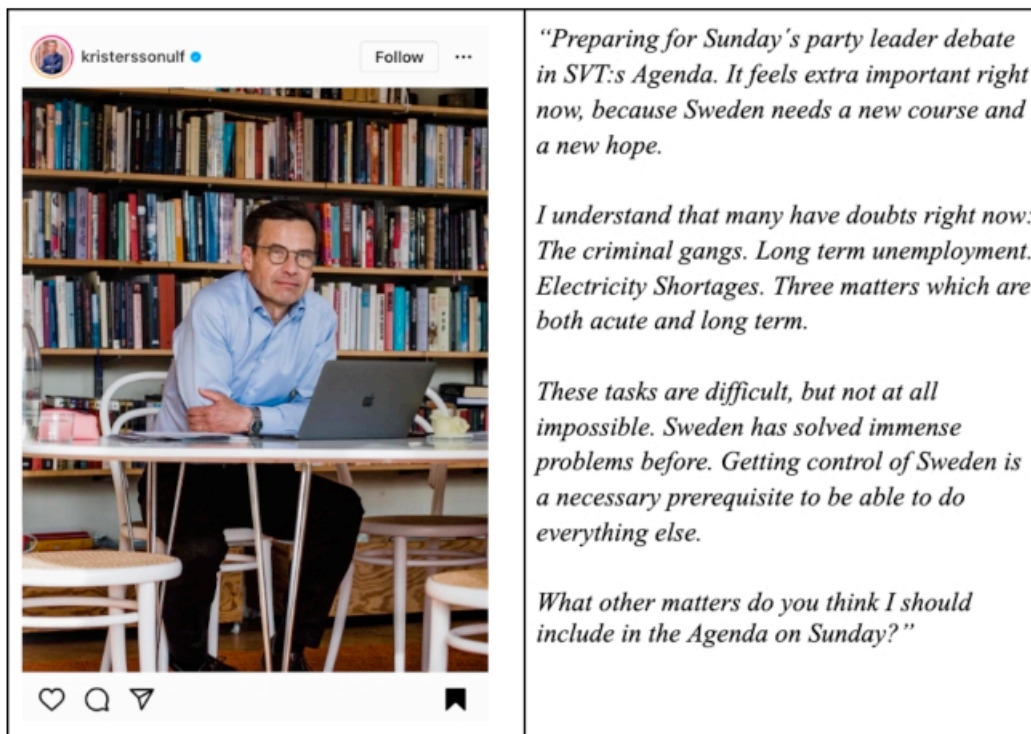 kristerssonulf
Follow
“Preparing for Sunday´s party leader debate
in SVT:s Agenda. It feels extra important right
now, because Sweden needs a new course and
a new hope.
I understand that many have doubts right now:
The criminal gangs. Long term unemployment.
Electricity Shortages. Three matters which are
both acute and long term.
These tasks are difficult, but not at all
impossible. Sweden has solved immense
problems before. Getting control of Sweden is
a necessary prerequisite to be able to do
everything else.
What other matters do you think I should
include in the Agenda on Sunday?”